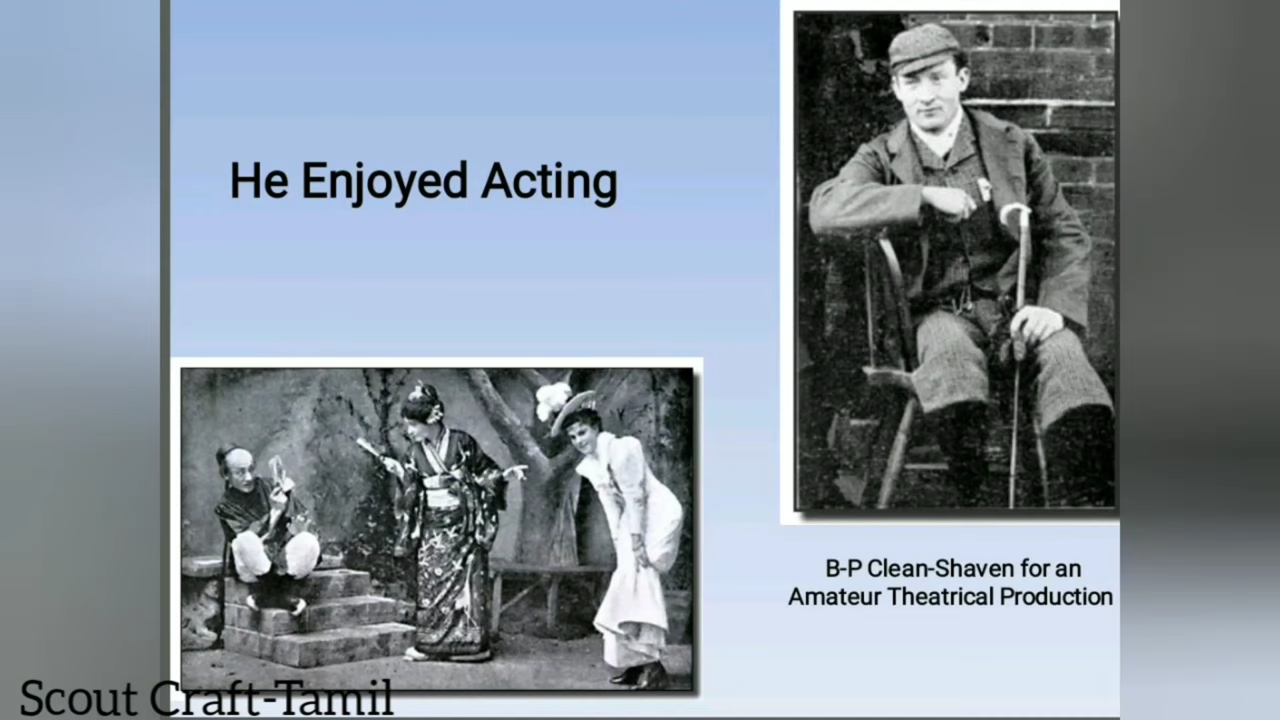 He Enjoyed Acting
B-P Clean-Shaven for an
Amateur Theatrical Production
Scout Craft-Tamil